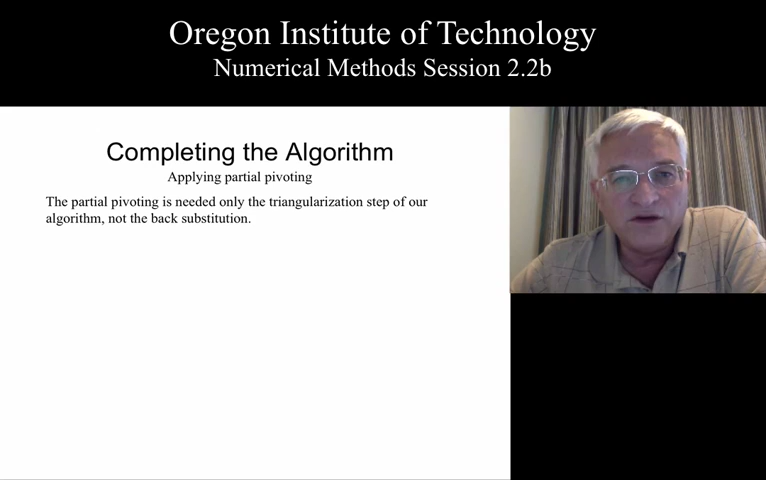 Oregon Institute of Technology
Numerical Methods Session 2.2b
Completing the Algorithm
Applying partial pivoting
The partial pivoting is needed only the triangularization step of our
algorithm, not the back substitution.